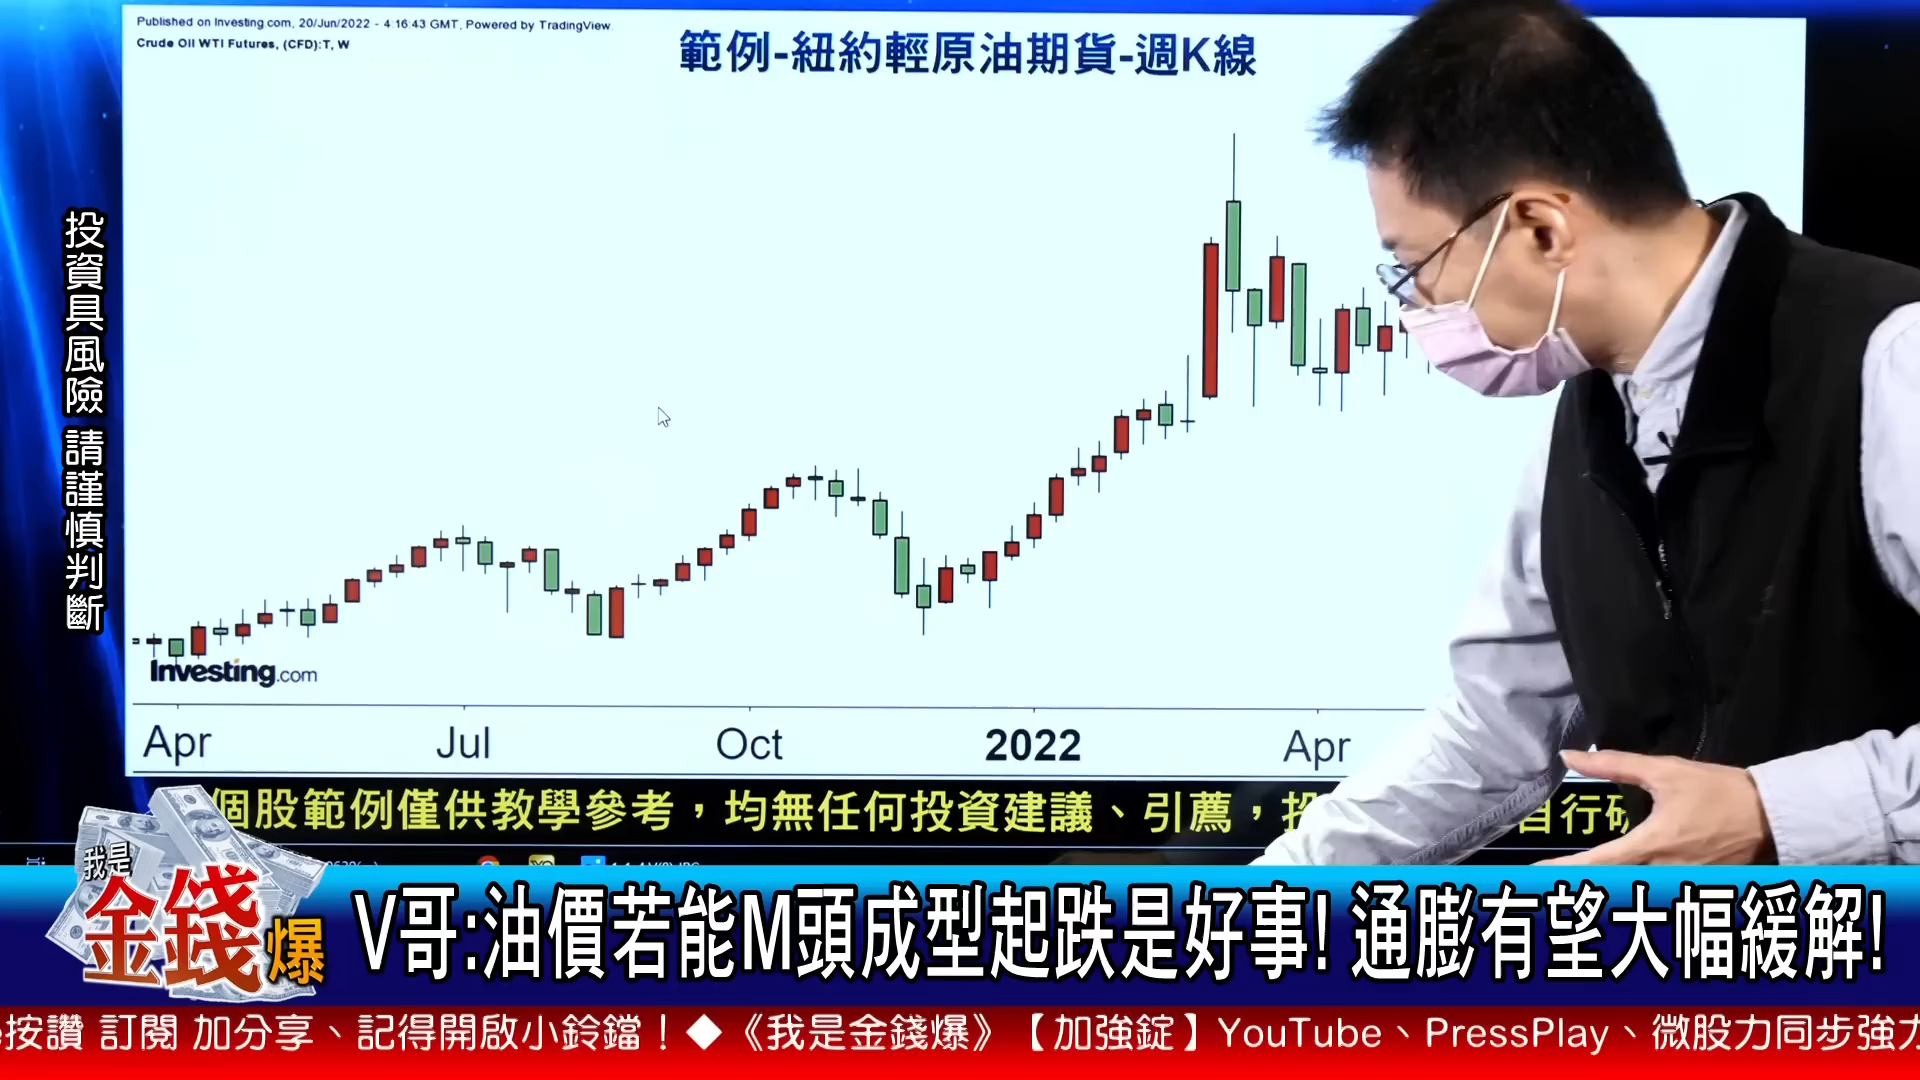 Published on Investing.com, 20/Jun/2022 - 4:16:43 GMT, Powered by TradingView.
Crude Oil WTI Futures, (CFD):T, W
範例-紐約輕原油期貨-週K線
投資具風險 請謹慎判斷
Investing.com
Apr Jul Oct 2022 Apr
個股範例僅供教學參考，均無任何投資建議、引薦，投
自行研
我是
金錢爆
V哥:油價若能M頭成型起跌是好事! 通膨有望大幅緩解!
按讚 訂閱 加分享、記得開啟小鈴鐺！◆《我是金錢爆》【加強錠】YouTube、PressPlay、微股力同步強力